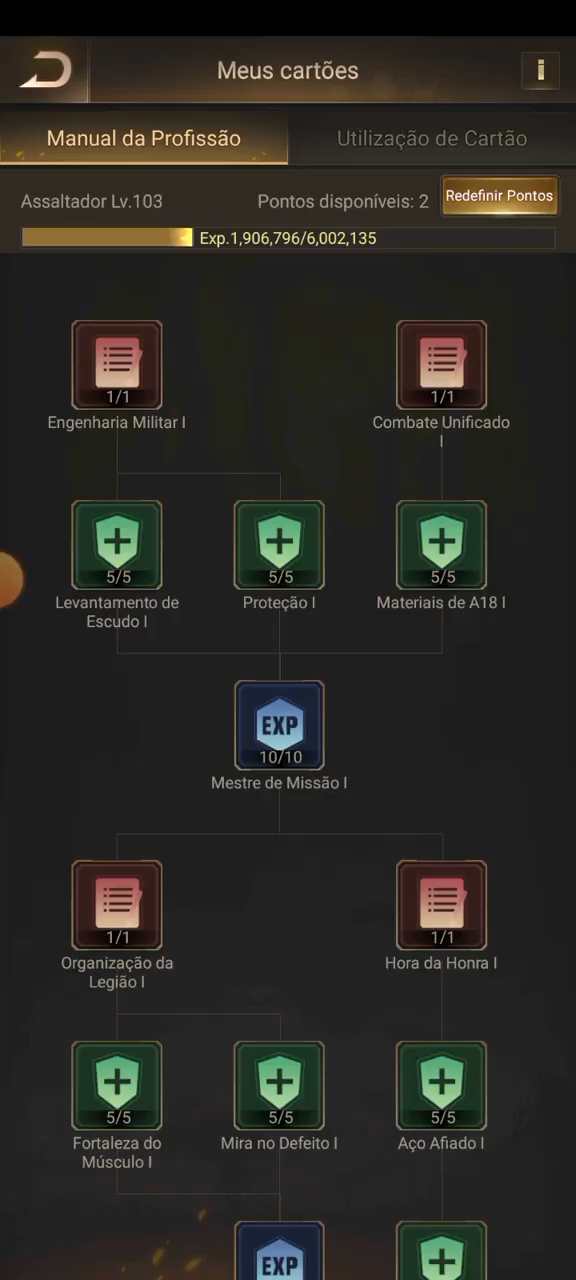 Meus cartões
i
Manual da Profissão
Utilização de Cartão
Assaltador Lv.103
Pontos disponíveis: 2
Redefinir Pontos
Exp.1,906,796/6,002,135
1/1
1/1
Engenharia Militar I
Combate Unificado
I
5/5
5/5
5/5
Levantamento de
Escudo I
Proteção I
Materiais de A18 I
EXP
10/10
Mestre de Missão I
1/1
1/1
Organização da
Legião I
Hora da Honra I
5/5
5/5
5/5
Fortaleza do
Músculo I
Mira no Defeito I
Aço Afiado I
EXP